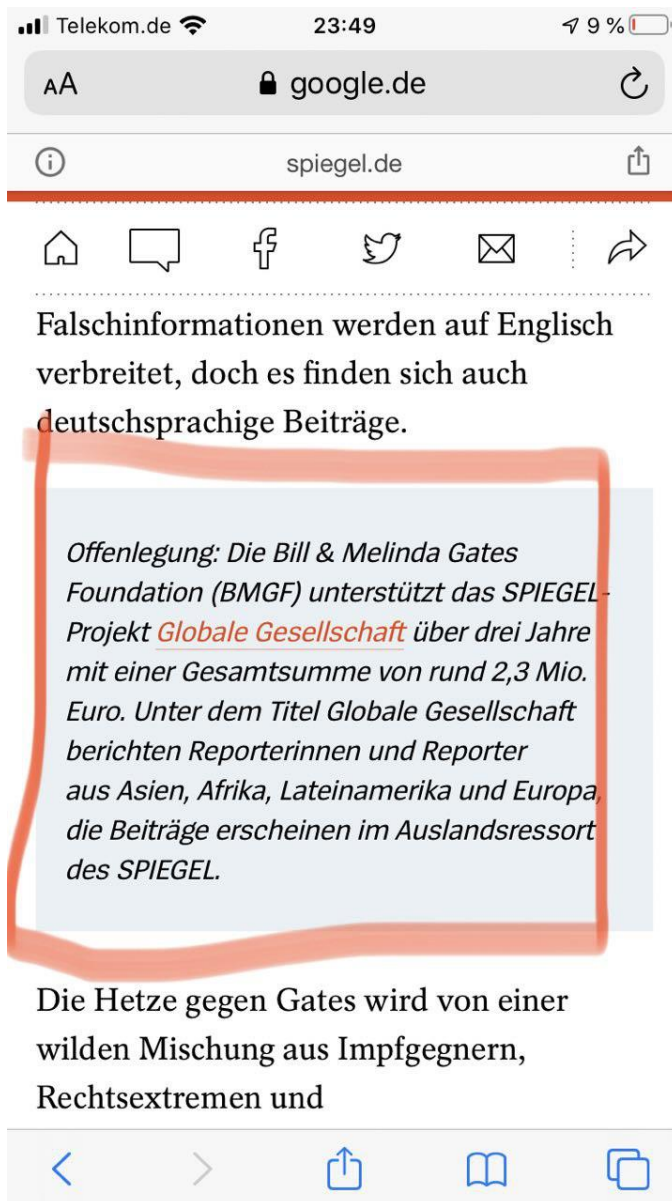 Telekom.de 23:49 9 %
AA google.de
spiegel.de
Falschinformationen werden auf Englisch
verbreitet, doch es finden sich auch
deutschsprachige Beiträge.
Offenlegung: Die Bill & Melinda Gates
Foundation (BMGF) unterstützt das SPIEGEL-
Projekt Globale Gesellschaft über drei Jahre
mit einer Gesamtsumme von rund 2,3 Mio.
Euro. Unter dem Titel Globale Gesellschaft
berichten Reporterinnen und Reporter
aus Asien, Afrika, Lateinamerika und Europa,
die Beiträge erscheinen im Auslandsressort
des SPIEGEL.
Die Hetze gegen Gates wird von einer
wilden Mischung aus Impfgegnern,
Rechtsextremen und